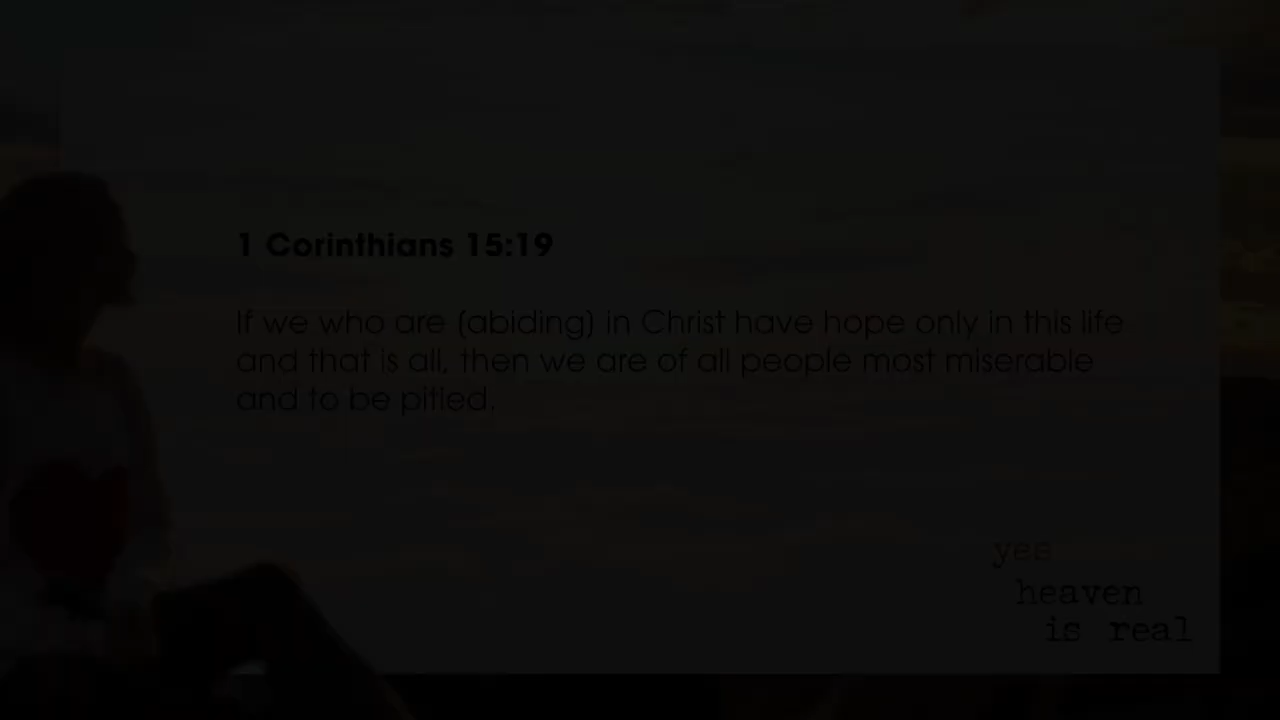 1 Corinthians 15:19
If we who are (abiding) in Christ have hope only in this life
and that is all, then we are of all people most miserable
and to be pitied.
yes
heaven
is real